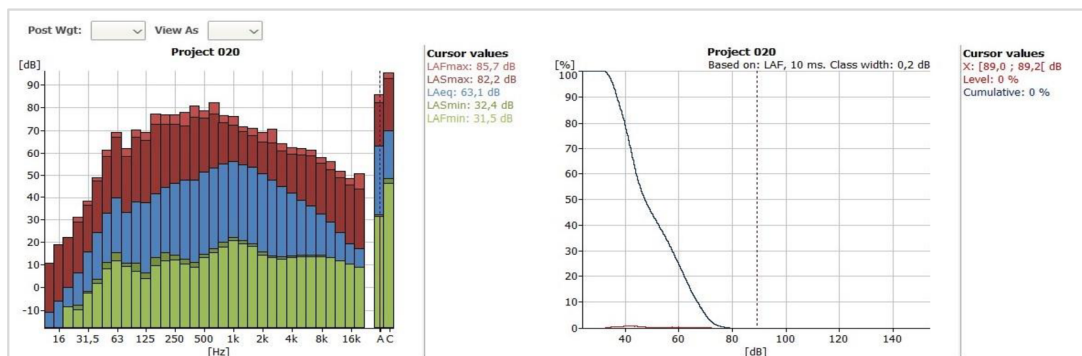 Post Wgt: View As
Project 020
[dB]
90
80
70
60
50
40
30
20
10
0
-10
16 31,5 63 125 250 500 1k 2k 4k 8k 16k A C
[Hz]
Cursor values
LAFmax: 85,7 dB
LASmax: 82,2 dB
LAeq: 63,1 dB
LASmin: 32,4 dB
LAFmin: 31,5 dB
Project 020
[%] Based on: LAF, 10 ms. Class width: 0,2 dB
100
90
80
70
60
50
40
30
20
10
0
40 60 80 100 120 140
[dB]
Cursor values
X: [89,0 ; 89,2[ dB
Level: 0 %
Cumulative: 0 %